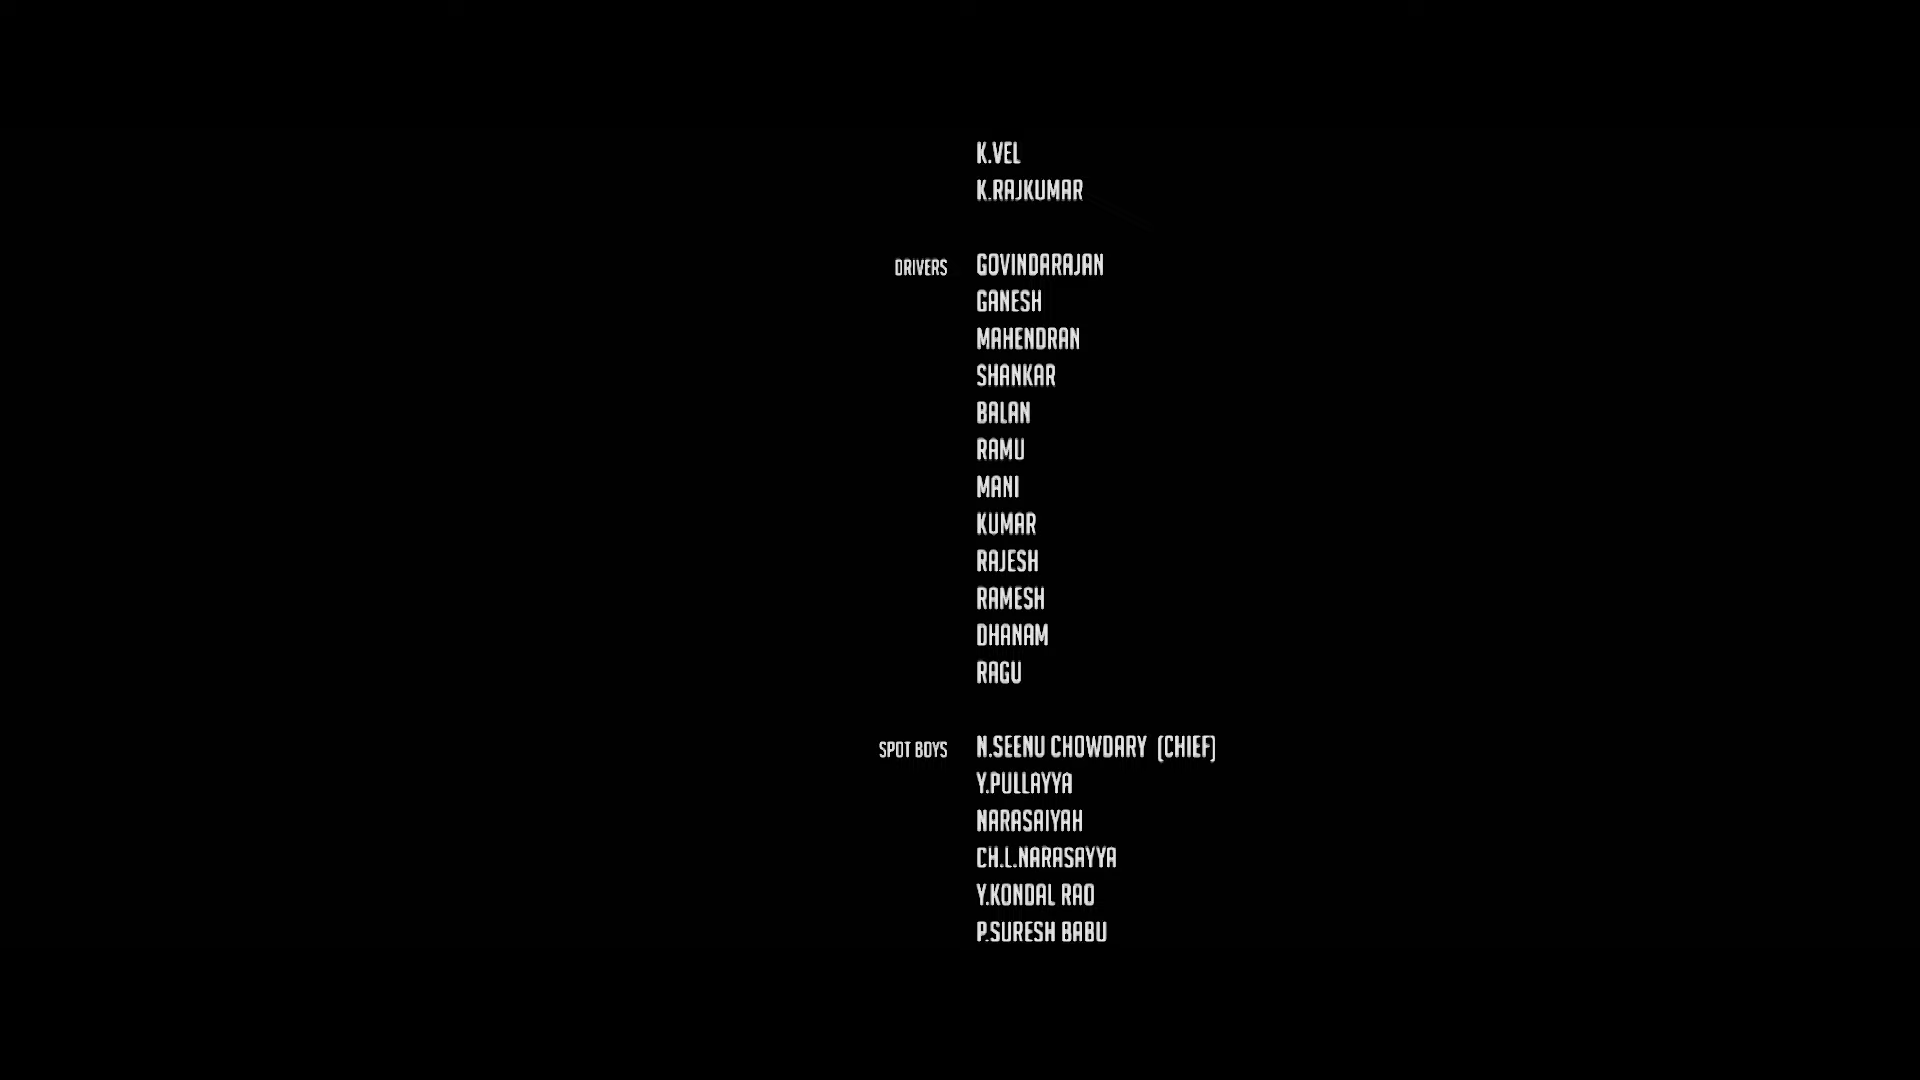 K.VEL
K.RAJKUMAR
DRIVERS GOVINDARAJAN
GANESH
MAHENDRAN
SHANKAR
BALAN
RAMU
MANI
KUMAR
RAJESH
RAMESH
DHANAM
RAGU
SPOT BOYS N.SEENU CHOWDARY (CHIEF)
Y.PULLAYYA
NARASAIYAH
CH.L.NARASAYYA
Y.KONDAL RAO
P.SURESH BABU